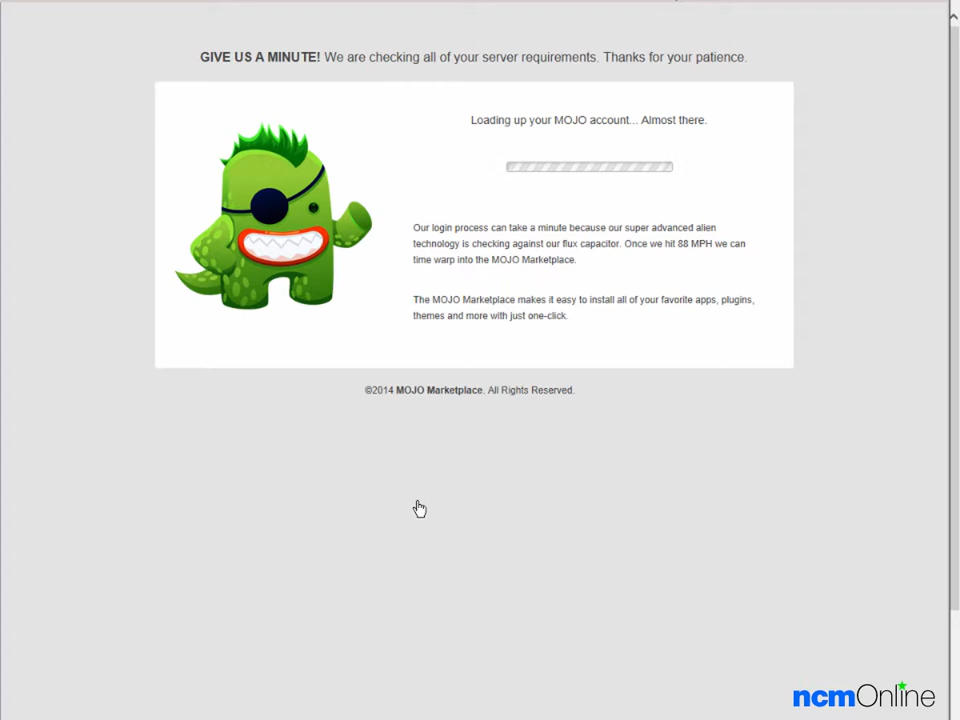 GIVE US A MINUTE! We are checking all of your server requirements. Thanks for your patience.
Loading up your MOJO account... Almost there.
Our login process can take a minute because our super advanced alien
technology is checking against our flux capacitor. Once we hit 88 MPH we can
time warp into the MOJO Marketplace.
The MOJO Marketplace makes it easy to install all of your favorite apps, plugins,
themes and more with just one-click.
©2014 MOJO Marketplace. All Rights Reserved.
ncmOnline